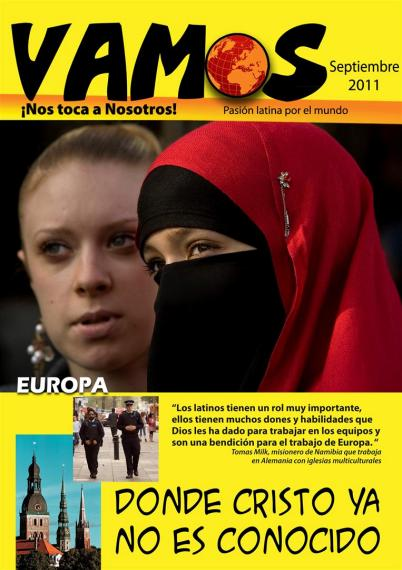 VAMOS
Septiembre
2011
¡Nos toca a Nosotros!
Pasión latina por el mundo
EUROPA
“Los latinos tienen un rol muy importante,
ellos tienen muchos dones y habilidades que
Dios les ha dado para trabajar en los equipos y
son una bendición para el trabajo de Europa.”
Tomas Milk, misionero de Namibia que trabaja
en Alemania con iglesias multiculturales
DONDE CRISTO YA
NO ES CONOCIDO